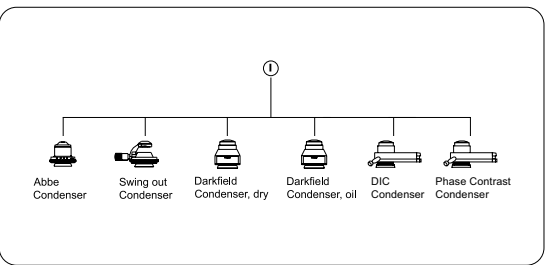 I
Abbe
Condenser
Swing out
Condenser
Darkfield
Condenser, dry
Darkfield
Condenser, oil
DIC
Condenser
Phase Contrast
Condenser